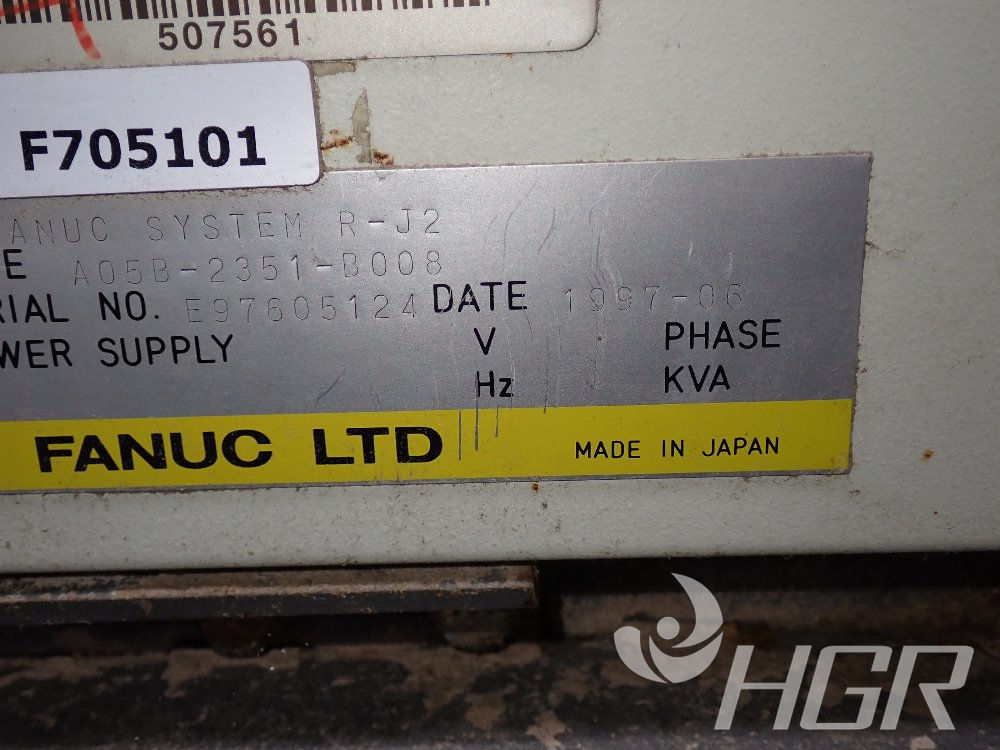 507561
F705101
ANUC SYSTEM R-J2
E A05B-2351-B008
RIAL NO. E97605124 DATE 1997-06
WER SUPPLY V PHASE
Hz KVA
FANUC LTD MADE IN JAPAN
HGR